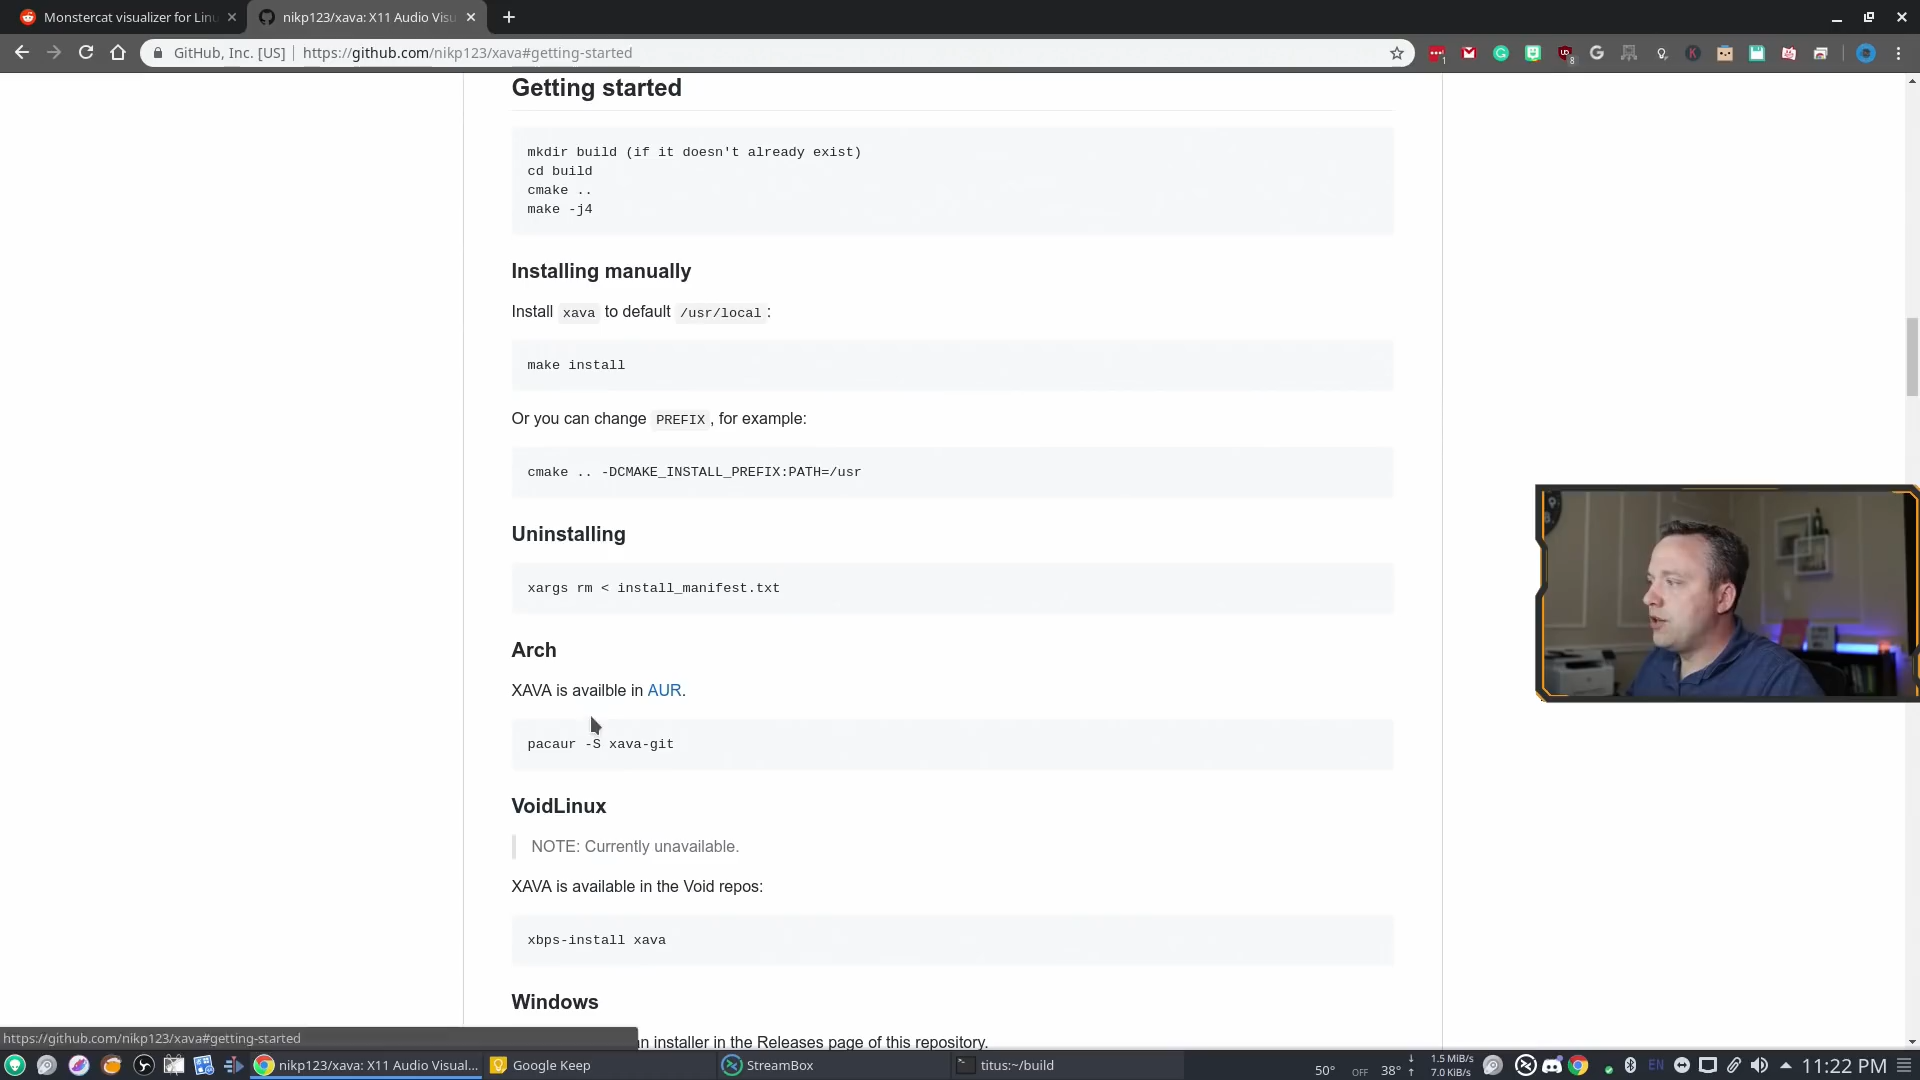 Monstercat visualizer for Linu
nikp123/xava: X11 Audio Visu
GitHub, Inc. [US] | https://github.com/nikp123/xava#getting-started
Getting started
mkdir build (if it doesn't already exist)
cd build
cmake ..
make -j4
Installing manually
Install xava to default /usr/local:
make install
Or you can change PREFIX, for example:
cmake .. -DCMAKE_INSTALL_PREFIX:PATH=/usr
Uninstalling
xargs rm < install_manifest.txt
Arch
XAVA is availble in AUR.
pacaur -S xava-git
VoidLinux
NOTE: Currently unavailable.
XAVA is available in the Void repos:
xbps-install xava
Windows
n installer in the Releases page of this repository.
https://github.com/nikp123/xava#getting-started
nikp123/xava: X11 Audio Visual...
Google Keep
StreamBox
titus:~/build
50° OFF 38°
1.5 MiB/s
7.0 KiB/s
EN
11:22 PM